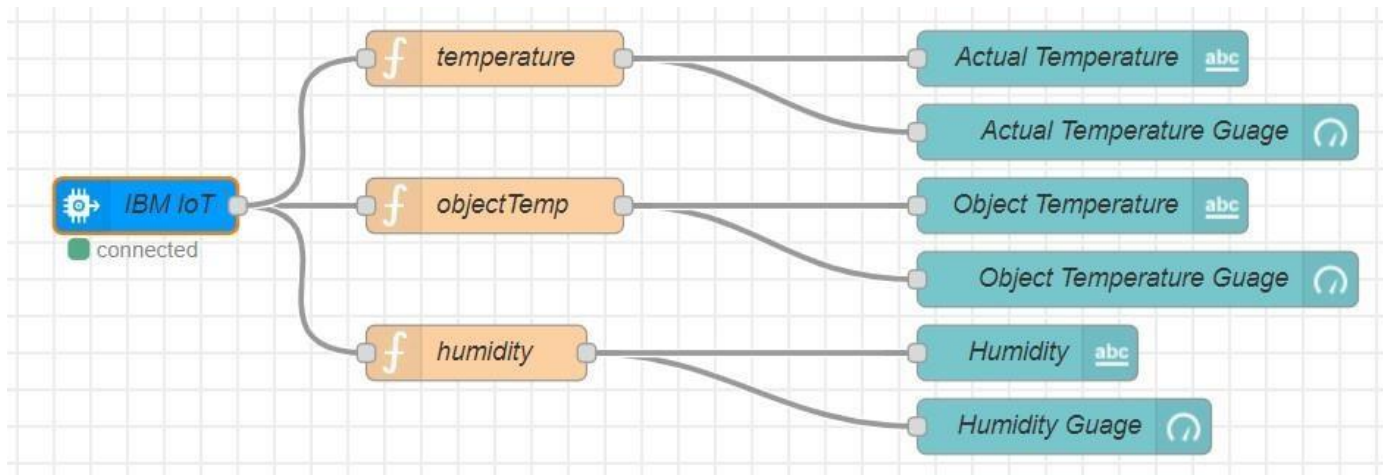 temperature
Actual Temperature abc
Actual Temperature Guage
IBM IoT
connected
objectTemp
Object Temperature abc
Object Temperature Guage
humidity
Humidity abc
Humidity Guage